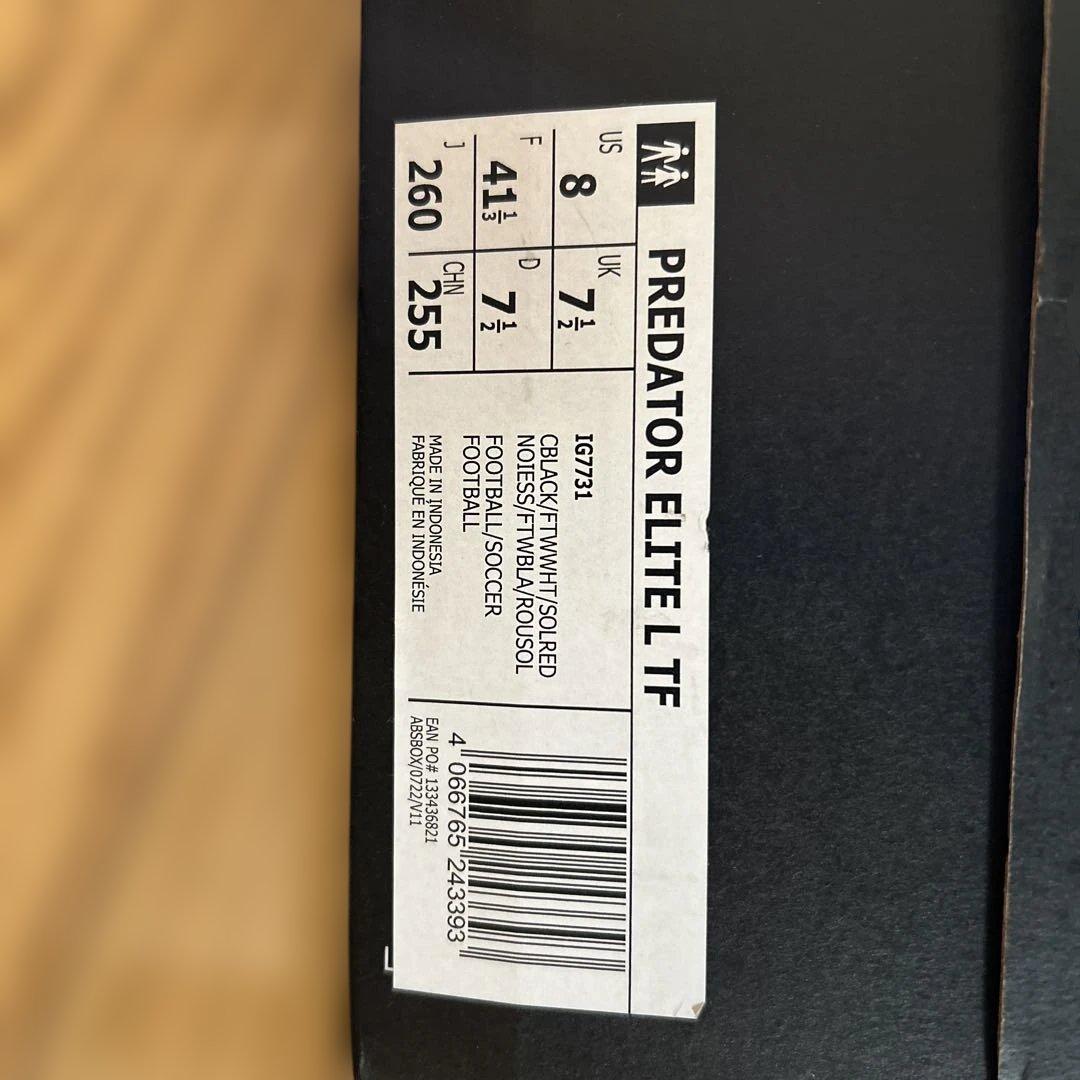 PREDATOR ELITE L TF
US 8 UK 7 1/2
F 41 1/3 D 7 1/2
J 260 CHN 255
IG7731
CBLACK/FTWWHT/SOLRED
NOIESS/FTWBLA/ROUSOL
FOOTBALL/SOCCER
FOOTBALL
MADE IN INDONESIA
FABRIQUÉ EN INDONÉSIE
4 066765 243393
EAN PO# 133436821
ABSBOX/0722/V11